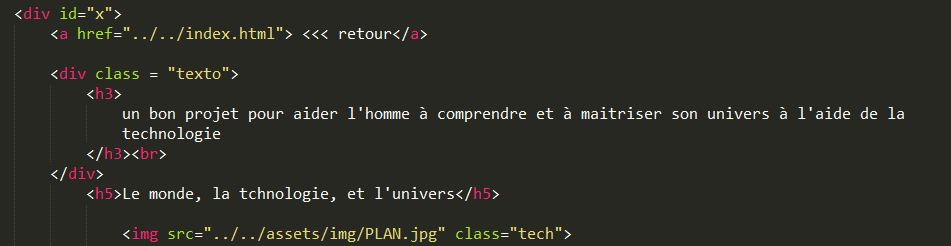 <div id="x">
<a href="../../index.html"> <<< retour</a>
<div class = "texto">
<h3>
un bon projet pour aider l'homme à comprendre et à maitriser son univers à l'aide de la
technologie
</h3><br>
</div>
<h5>Le monde, la tchnologie, et l'univers</h5>
<img src="../../assets/img/PLAN.jpg" class="tech">